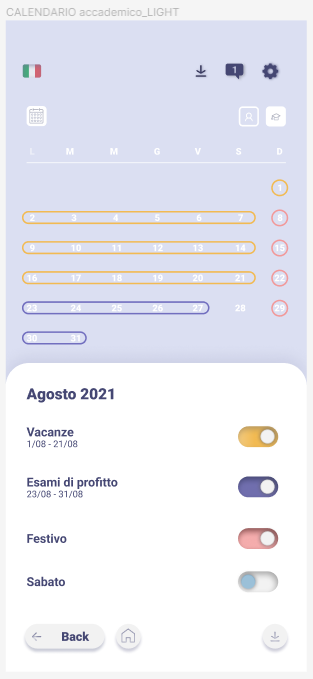 CALENDARIO accademico_LIGHT
1
L M M G V S D
1
2 3 4 5 6 7 8
9 10 11 12 13 14 15
16 17 18 19 20 21 22
23 24 25 26 27 28 29
30 31
Agosto 2021
Vacanze
1/08 - 21/08
Esami di profitto
23/08 - 31/08
Festivo
Sabato
Back